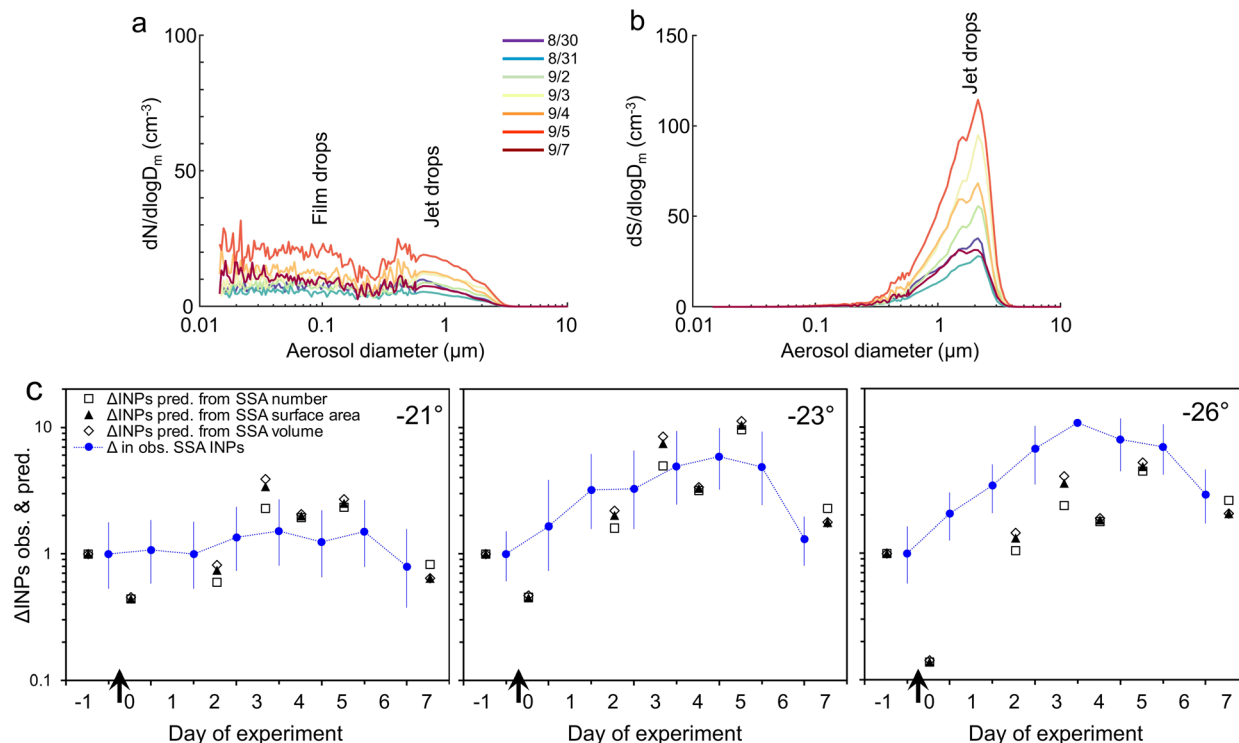 a
100
50
0
0.01
0.1
1
10
dN/dlogDm (cm-3)
Aerosol diameter (µm)
Film drops
Jet drops
8/30
8/31
9/2
9/3
9/4
9/5
9/7
b
150
100
50
0
0.01
0.1
1
10
dS/dlogDm (cm-3)
Aerosol diameter (µm)
Jet drops
c
ΔINPs pred. from SSA number
ΔINPs pred. from SSA surface area
ΔINPs pred. from SSA volume
Δ in obs. SSA INPs
-21°
-23°
-26°
10
1
0.1
ΔINPs obs. & pred.
-1 0 1 2 3 4 5 6 7
Day of experiment
-1 0 1 2 3 4 5 6 7
Day of experiment
-1 0 1 2 3 4 5 6 7
Day of experiment